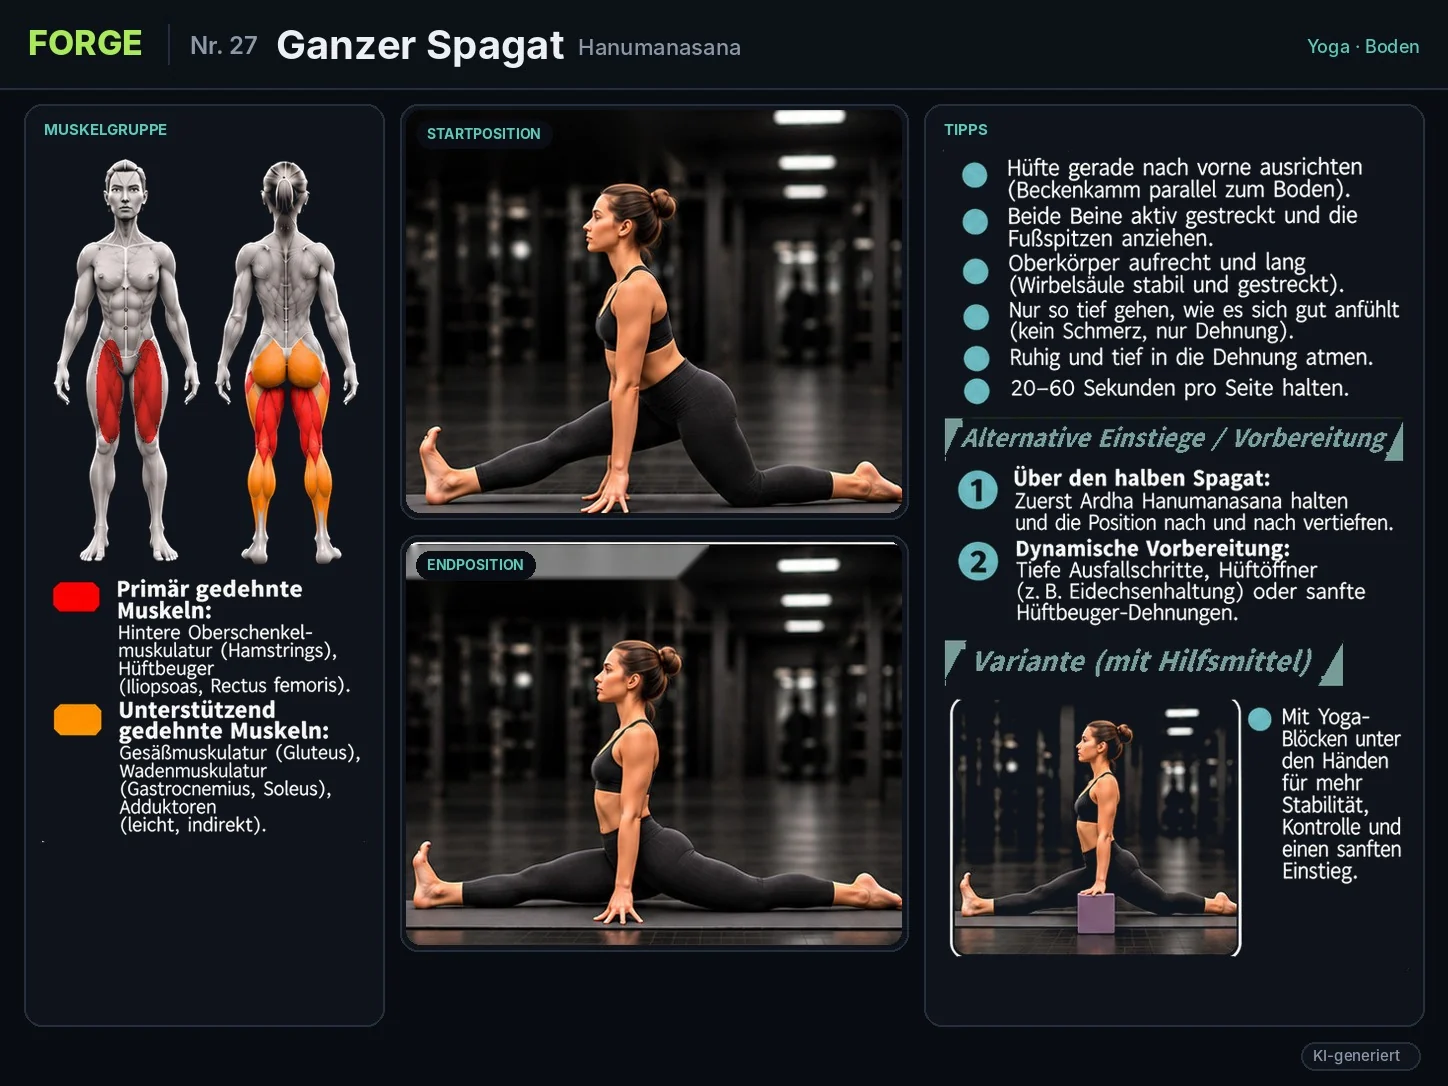 FORGE
Nr. 27
Ganzer Spagat
Hanumanasana
Yoga · Boden
MUSKELGRUPPE
Primär gedehnte
Muskeln:
Hintere Oberschenkel-
muskulatur (Hamstrings),
Hüftbeuger
(Iliopsoas, Rectus femoris).
Unterstützend
gedehnte Muskeln:
Gesäßmuskulatur (Gluteus),
Wadenmuskulatur
(Gastrocnemius, Soleus),
Adduktoren
(leicht, indirekt).
STARTPOSITION
ENDPOSITION
TIPPS
Hüfte gerade nach vorne ausrichten
(Beckenkamm parallel zum Boden).
Beide Beine aktiv gestreckt und die
Fußspitzen anziehen.
Oberkörper aufrecht und lang
(Wirbelsäule stabil und gestreckt).
Nur so tief gehen, wie es sich gut anfühlt
(kein Schmerz, nur Dehnung).
Ruhig und tief in die Dehnung atmen.
20–60 Sekunden pro Seite halten.
Alternative Einstiege / Vorbereitung
1 Über den halben Spagat:
Zuerst Ardha Hanumanasana halten
und die Position nach und nach vertiefren.
2 Dynamische Vorbereitung:
Tiefe Ausfallschritte, Hüftöffner
(z. B. Eidechsenhaltung) oder sanfte
Hüftbeuger-Dehnungen.
Variante (mit Hilfsmittel)
Mit Yoga-
Blöcken unter
den Händen
für mehr
Stabilität,
Kontrolle und
einen sanften
Einstieg.
KI-generiert